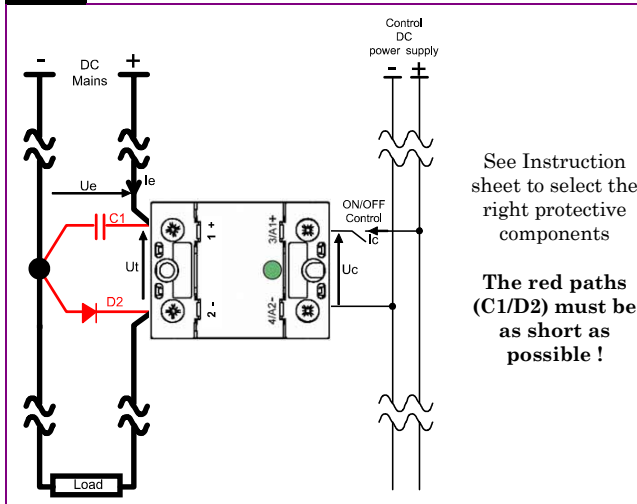 Control
DC
power supply
- +
- DC +
Mains
Ue
Ie
C1
Ut
D2
1 +
2 -
3/A1+
4/A2-
ON/OFF
Control
Ic
Uc
Load
See Instruction
sheet to select the
right protective
components
The red paths
(C1/D2) must be
as short as
possible !